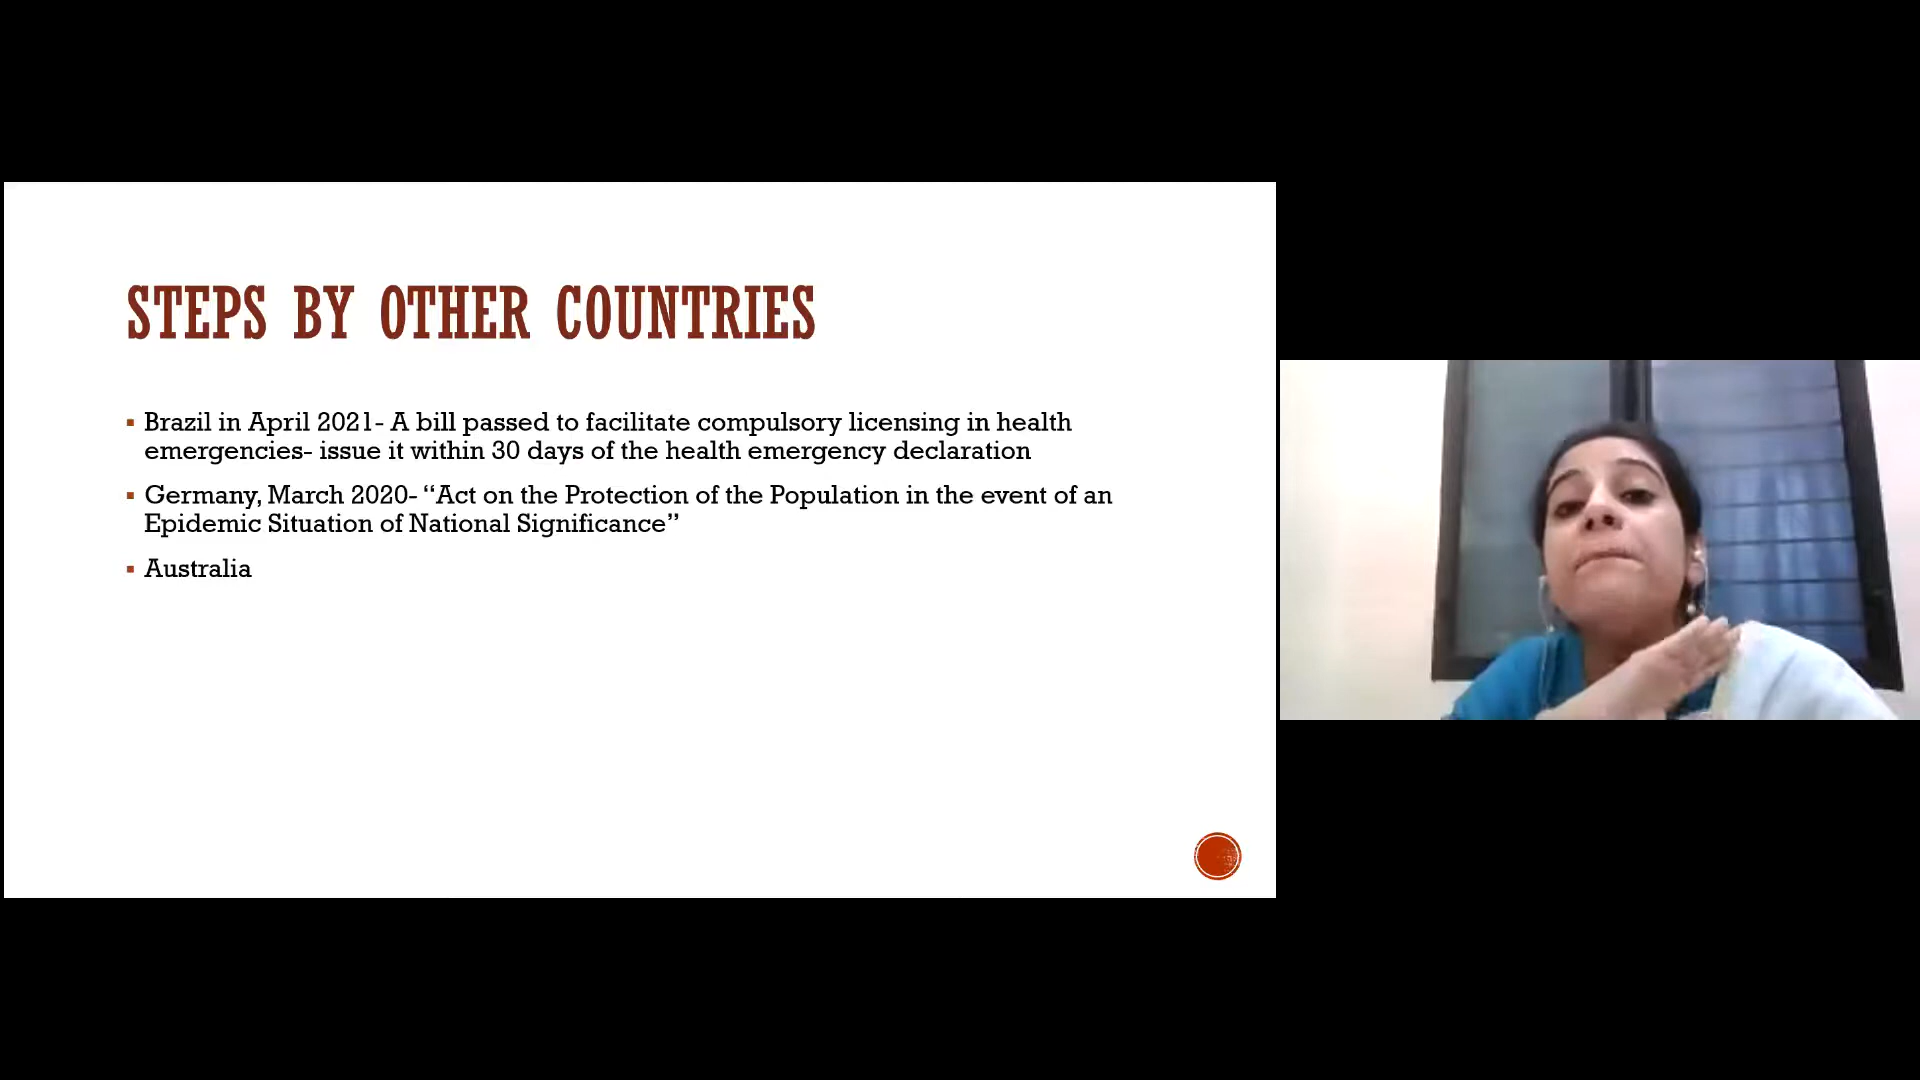 STEPS BY OTHER COUNTRIES
▪ Brazil in April 2021- A bill passed to facilitate compulsory licensing in health
emergencies- issue it within 30 days of the health emergency declaration
▪ Germany, March 2020- “Act on the Protection of the Population in the event of an
Epidemic Situation of National Significance”
▪ Australia